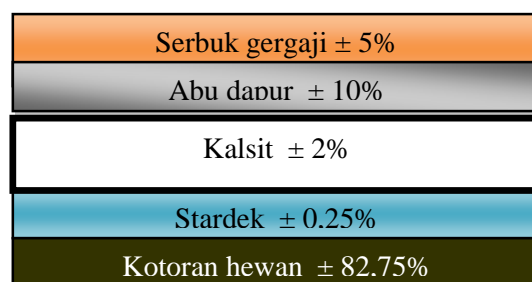 Serbuk gergaji ± 5%
Abu dapur ± 10%
Kalsit ± 2%
Stardek ± 0.25%
Kotoran hewan ± 82.75%